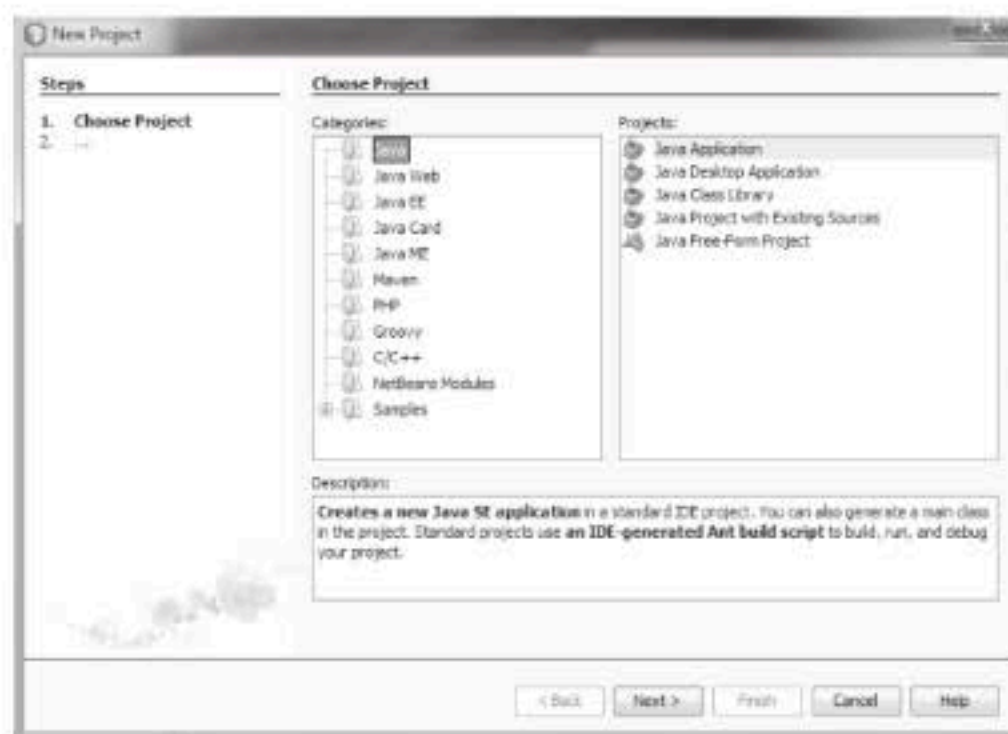 New Project
Steps
1. Choose Project
2. ...
Choose Project
Categories:
Java
Java Web
Java EE
Java Card
Java ME
Maven
PHP
Groovy
C/C++
NetBeans Modules
Samples
Projects:
Java Application
Java Desktop Application
Java Class Library
Java Project with Existing Sources
Java Free-Form Project
Description:
Creates a new Java SE application in a standard IDE project. You can also generate a main class
in the project. Standard projects use an IDE-generated Ant build script to build, run, and debug
your project.
< Back
Next >
Finish
Cancel
Help